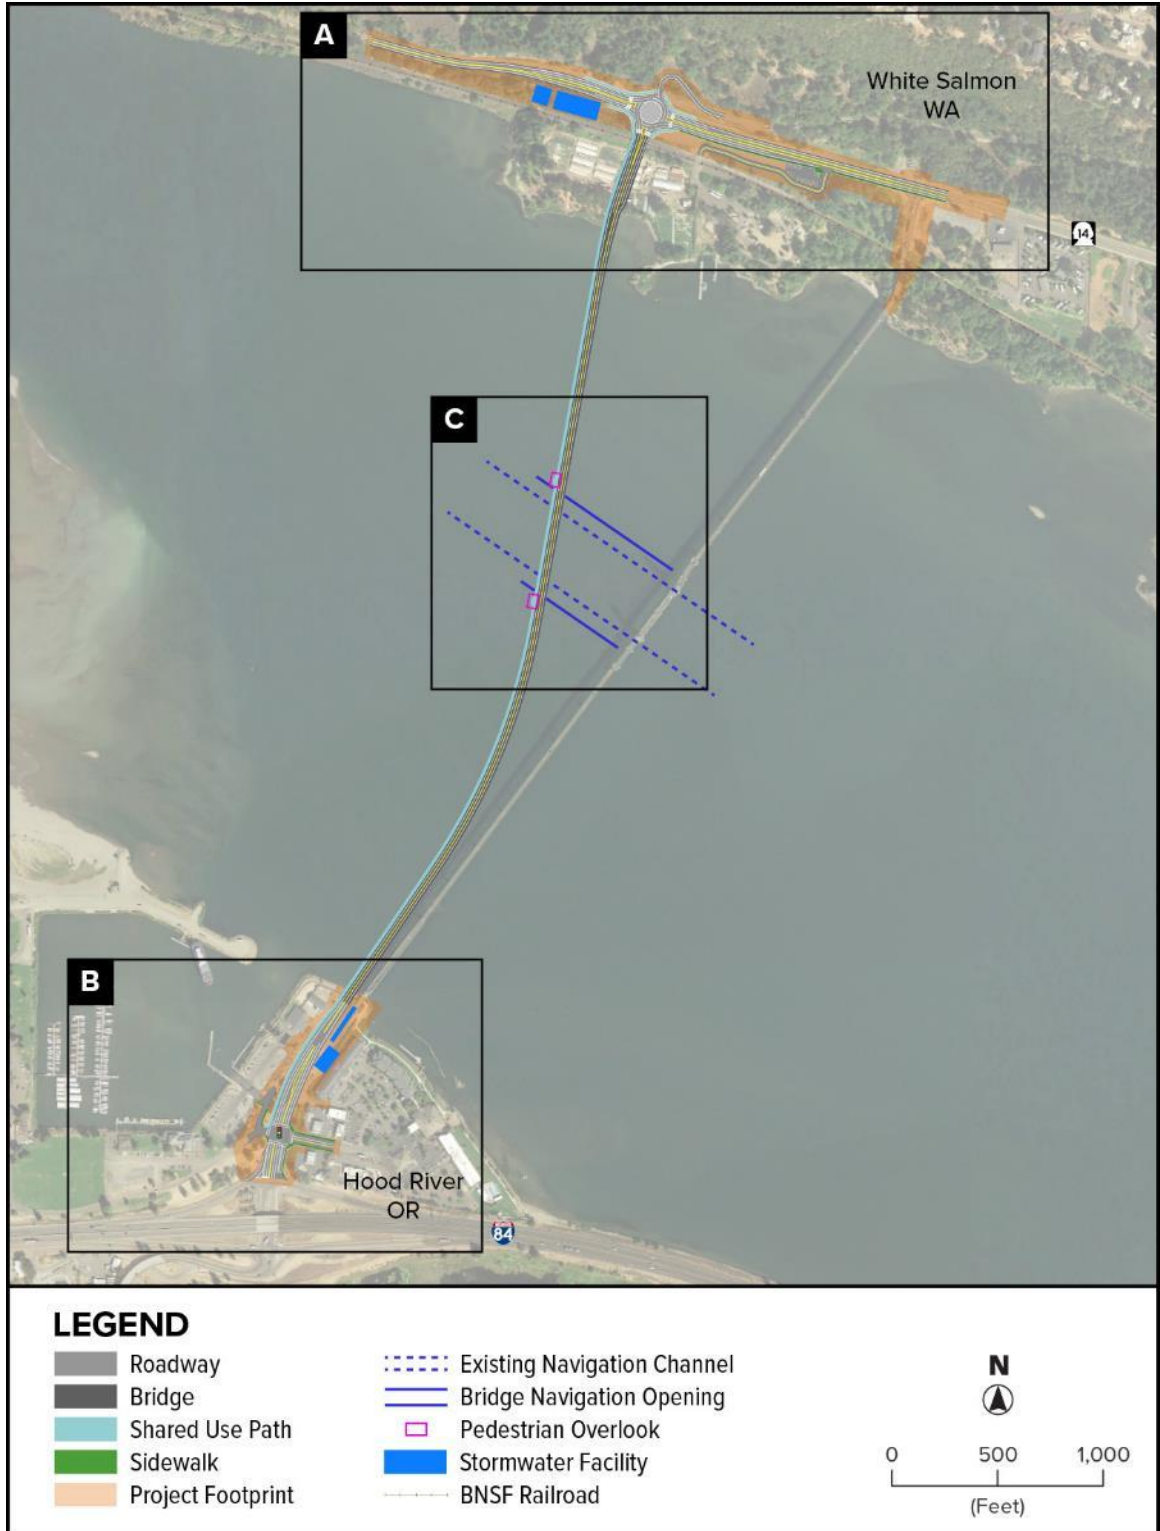 A
White Salmon
WA
14
C
B
Hood River
OR
84
LEGEND
Roadway
Bridge
Shared Use Path
Sidewalk
Project Footprint
Existing Navigation Channel
Bridge Navigation Opening
Pedestrian Overlook
Stormwater Facility
BNSF Railroad
N
0 500 1,000
(Feet)